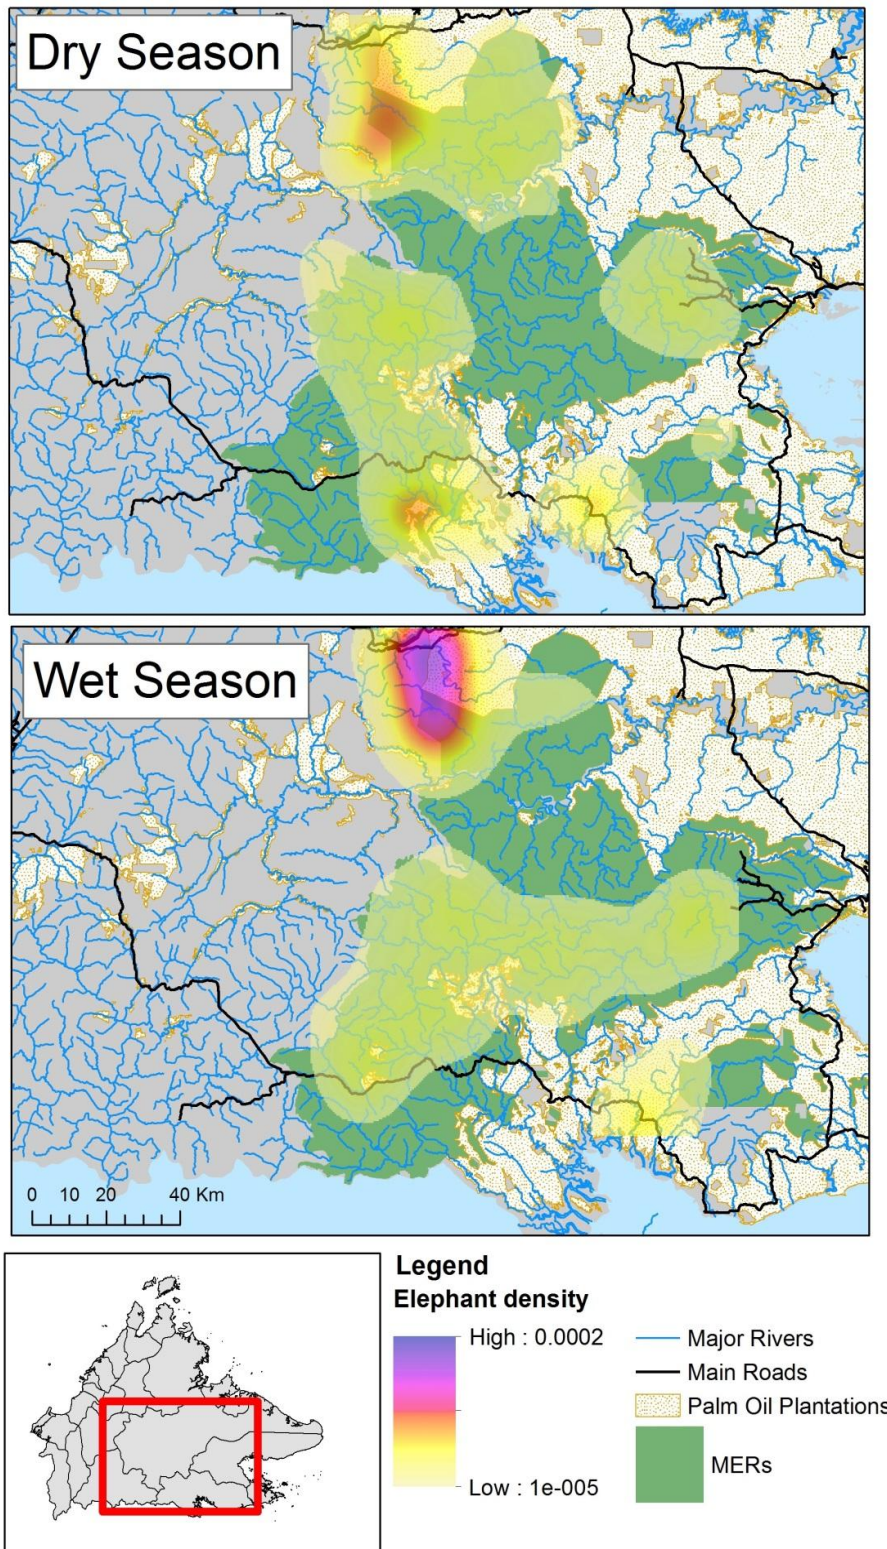 Dry Season
Wet Season
0 10 20 40 Km
Legend
Elephant density
High : 0.0002
Low : 1e-005
Major Rivers
Main Roads
Palm Oil Plantations
MERs